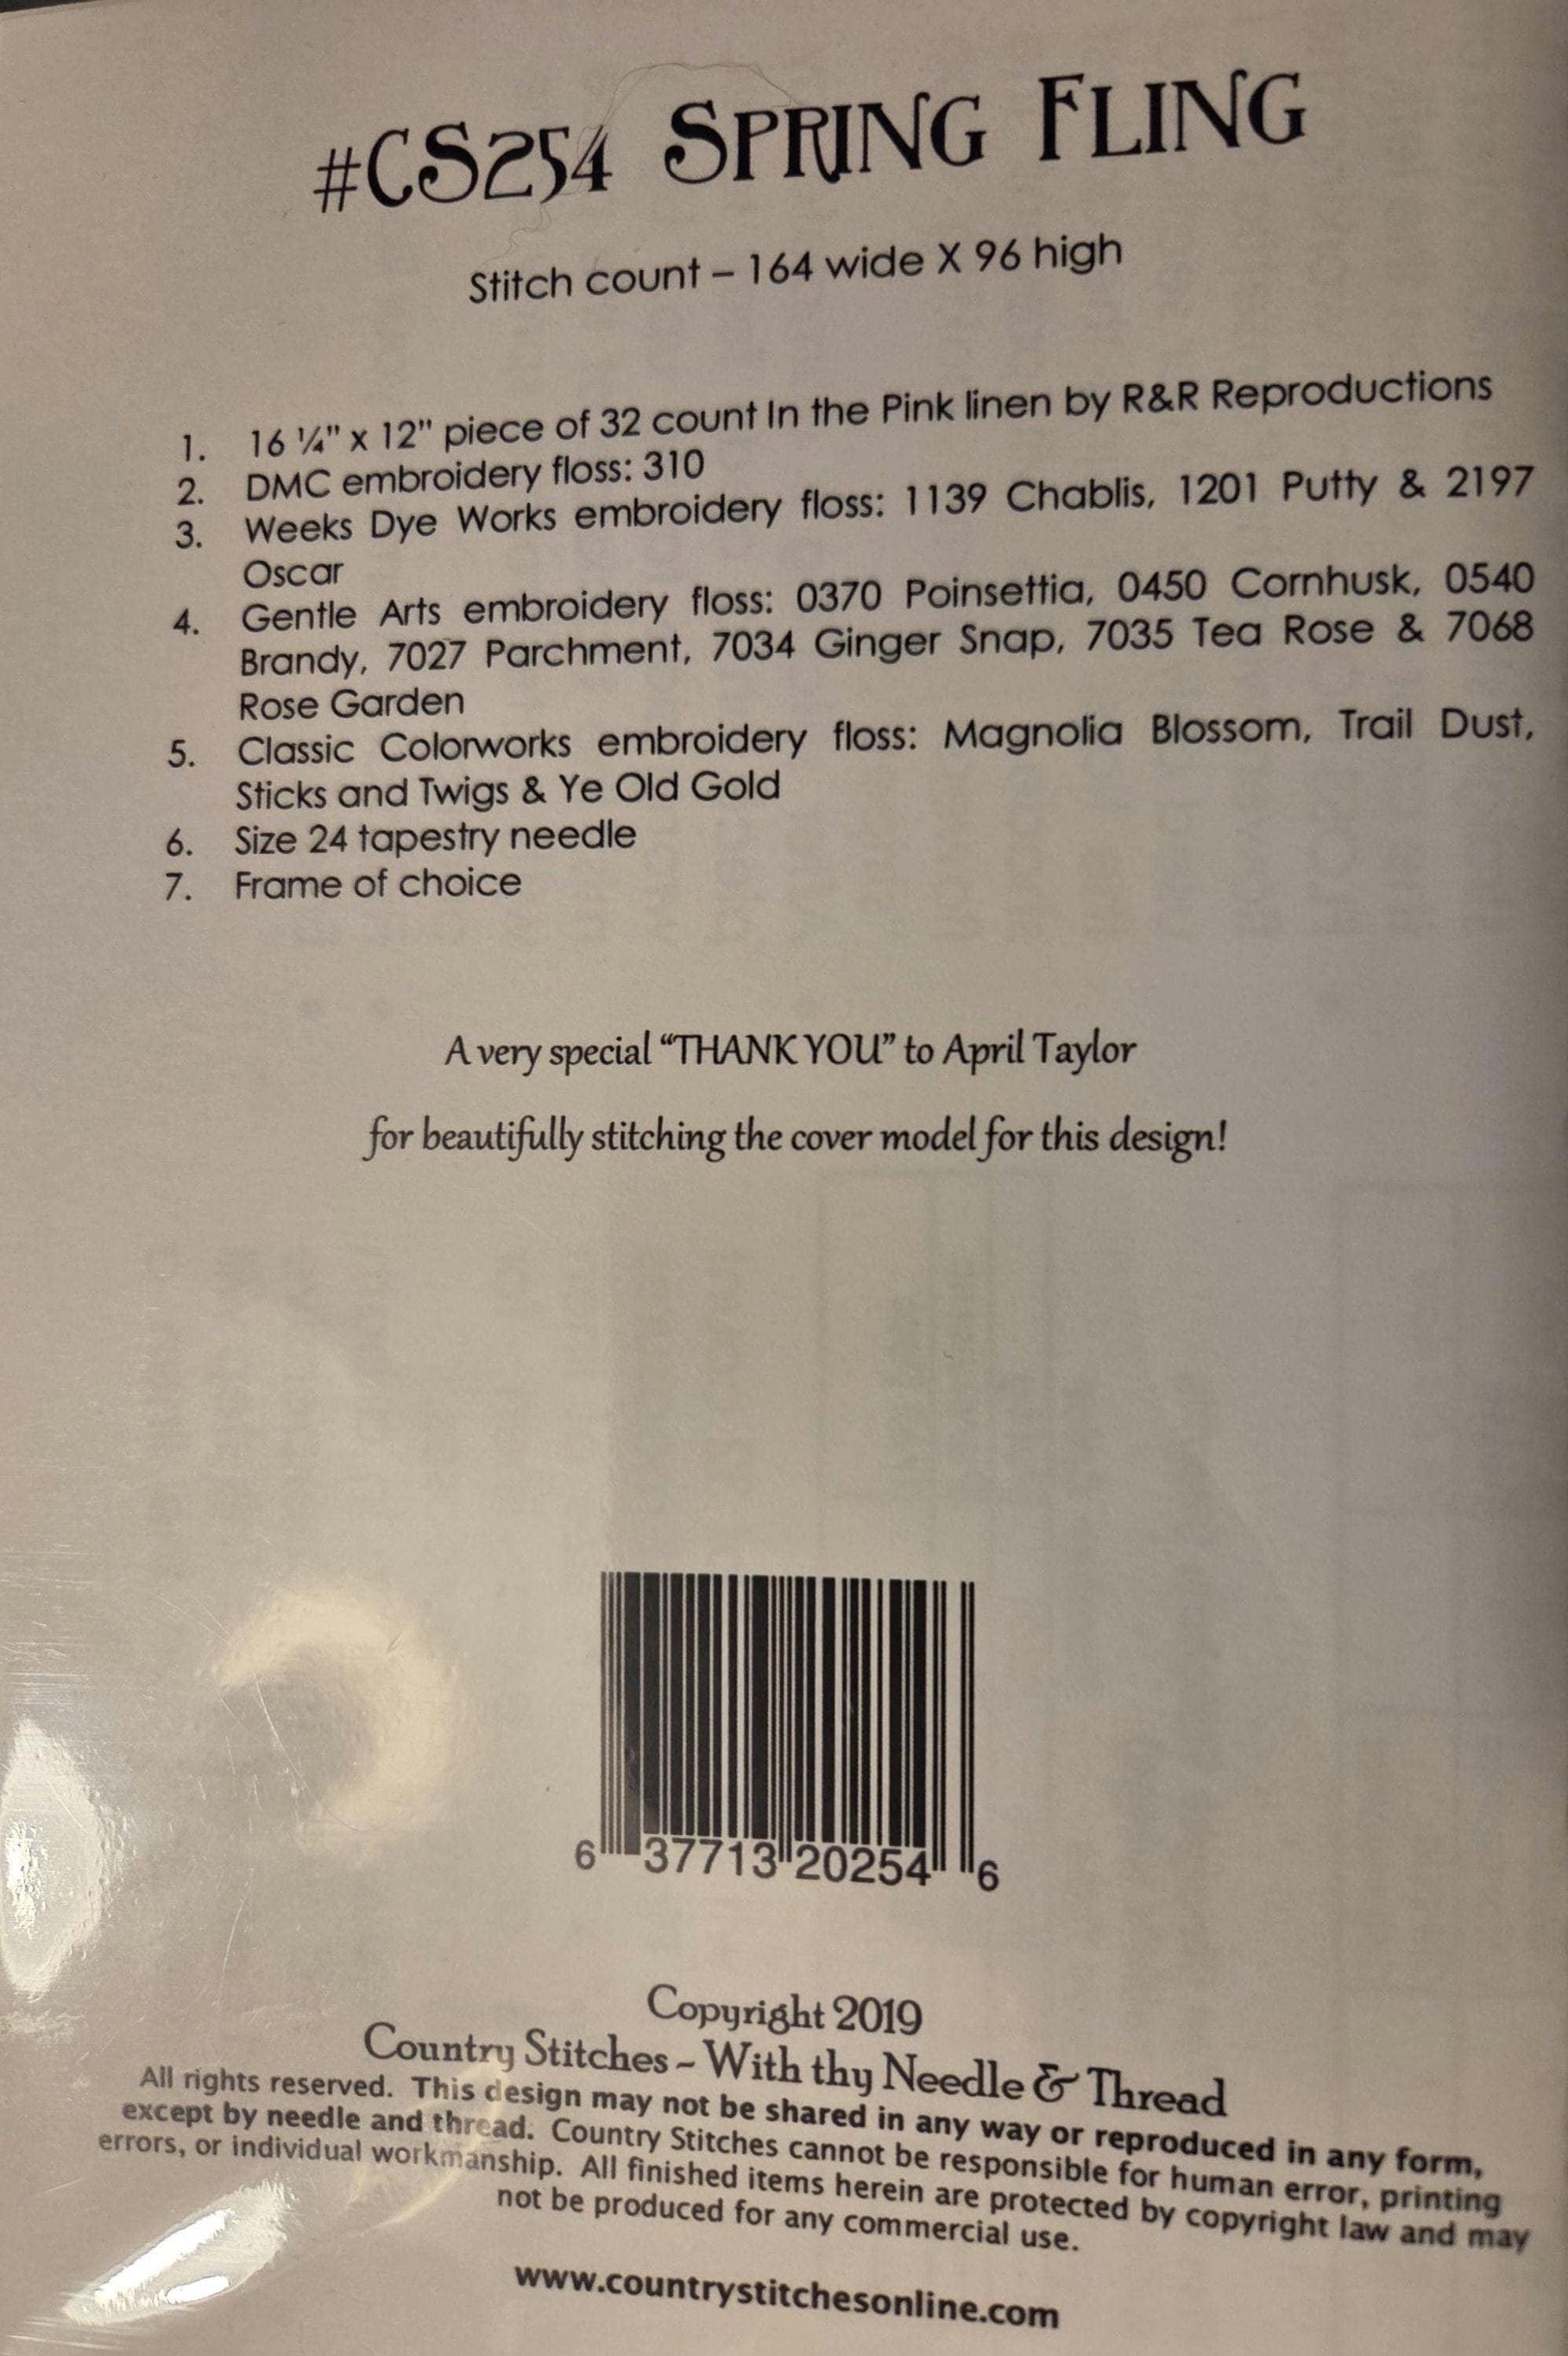 #CS254 SPRING FLING
Stitch count – 164 wide X 96 high
1. 16 ¼" x 12" piece of 32 count In the Pink linen by R&R Reproductions
2. DMC embroidery floss: 310
3. Weeks Dye Works embroidery floss: 1139 Chablis, 1201 Putty & 2197
Oscar
4. Gentle Arts embroidery floss: 0370 Poinsettia, 0450 Cornhusk, 0540
Brandy, 7027 Parchment, 7034 Ginger Snap, 7035 Tea Rose & 7068
Rose Garden
5. Classic Colorworks embroidery floss: Magnolia Blossom, Trail Dust,
Sticks and Twigs & Ye Old Gold
6. Size 24 tapestry needle
7. Frame of choice
A very special “THANK YOU” to April Taylor
for beautifully stitching the cover model for this design!
6 37713 20254 6
Copyright 2019
Country Stitches ~ With thy Needle & Thread
All rights reserved. This design may not be shared in any way or reproduced in any form,
except by needle and thread. Country Stitches cannot be responsible for human error, printing
errors, or individual workmanship. All finished items herein are protected by copyright law and may
not be produced for any commercial use.
www.countrystitchesonline.com